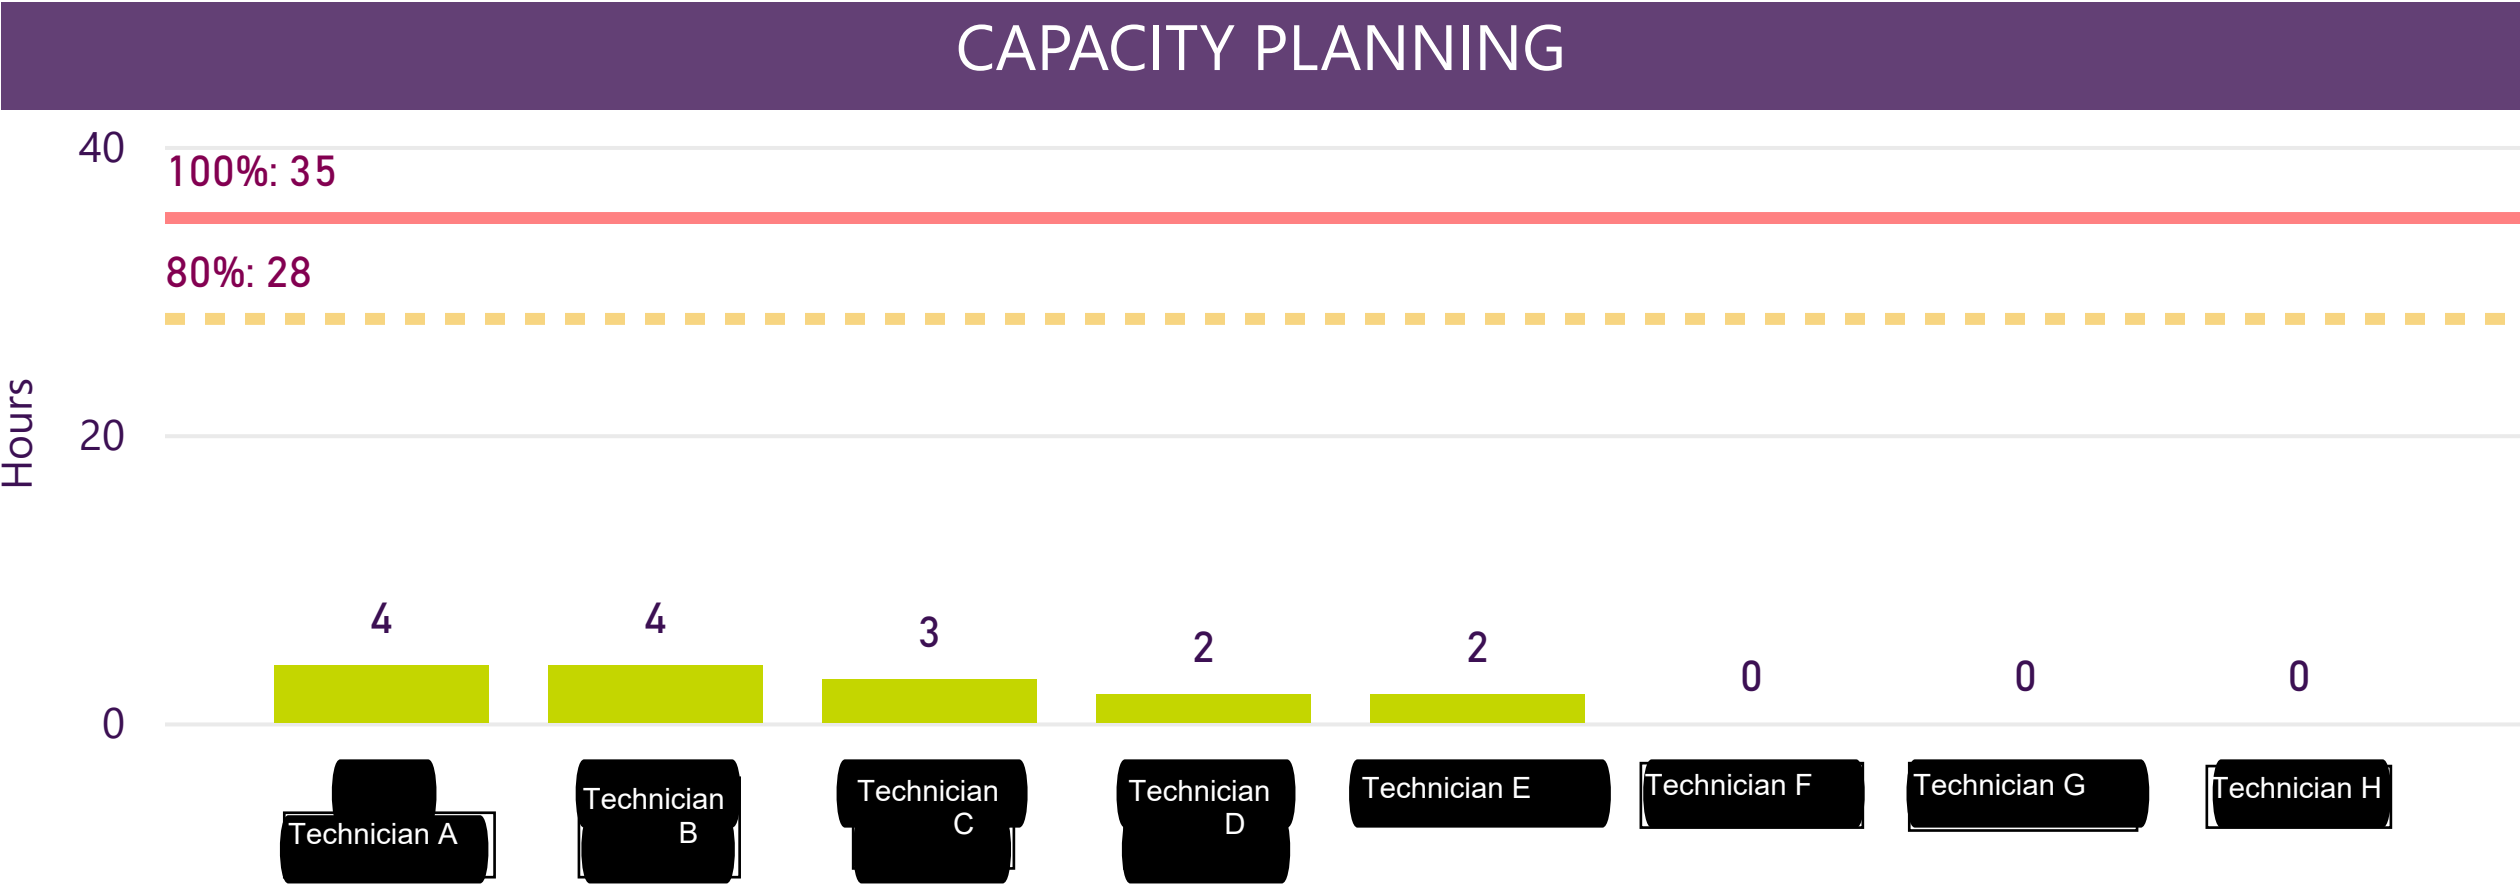 CAPACITY PLANNING
40
100%: 35
80%: 28
Hours
20
0
4
4
3
2
2
0
0
0
Technician A
Technician
B
Technician
C
Technician
D
Technician E
Technician F
Technician G
Technician H